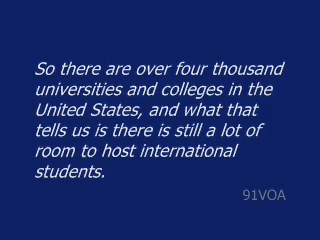 So there are over four thousand
universities and colleges in the
United States, and what that
tells us is there is still a lot of
room to host international
students.
91VOA